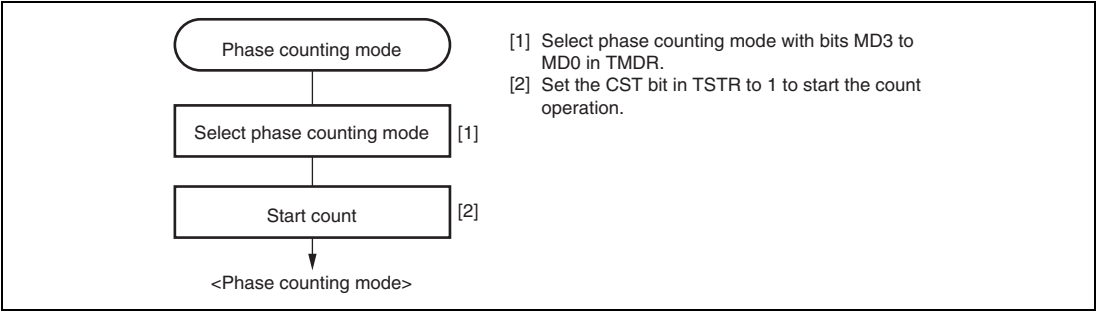 Phase counting mode
Select phase counting mode [1]
Start count [2]
<Phase counting mode>
[1] Select phase counting mode with bits MD3 to
MD0 in TMDR.
[2] Set the CST bit in TSTR to 1 to start the count
operation.